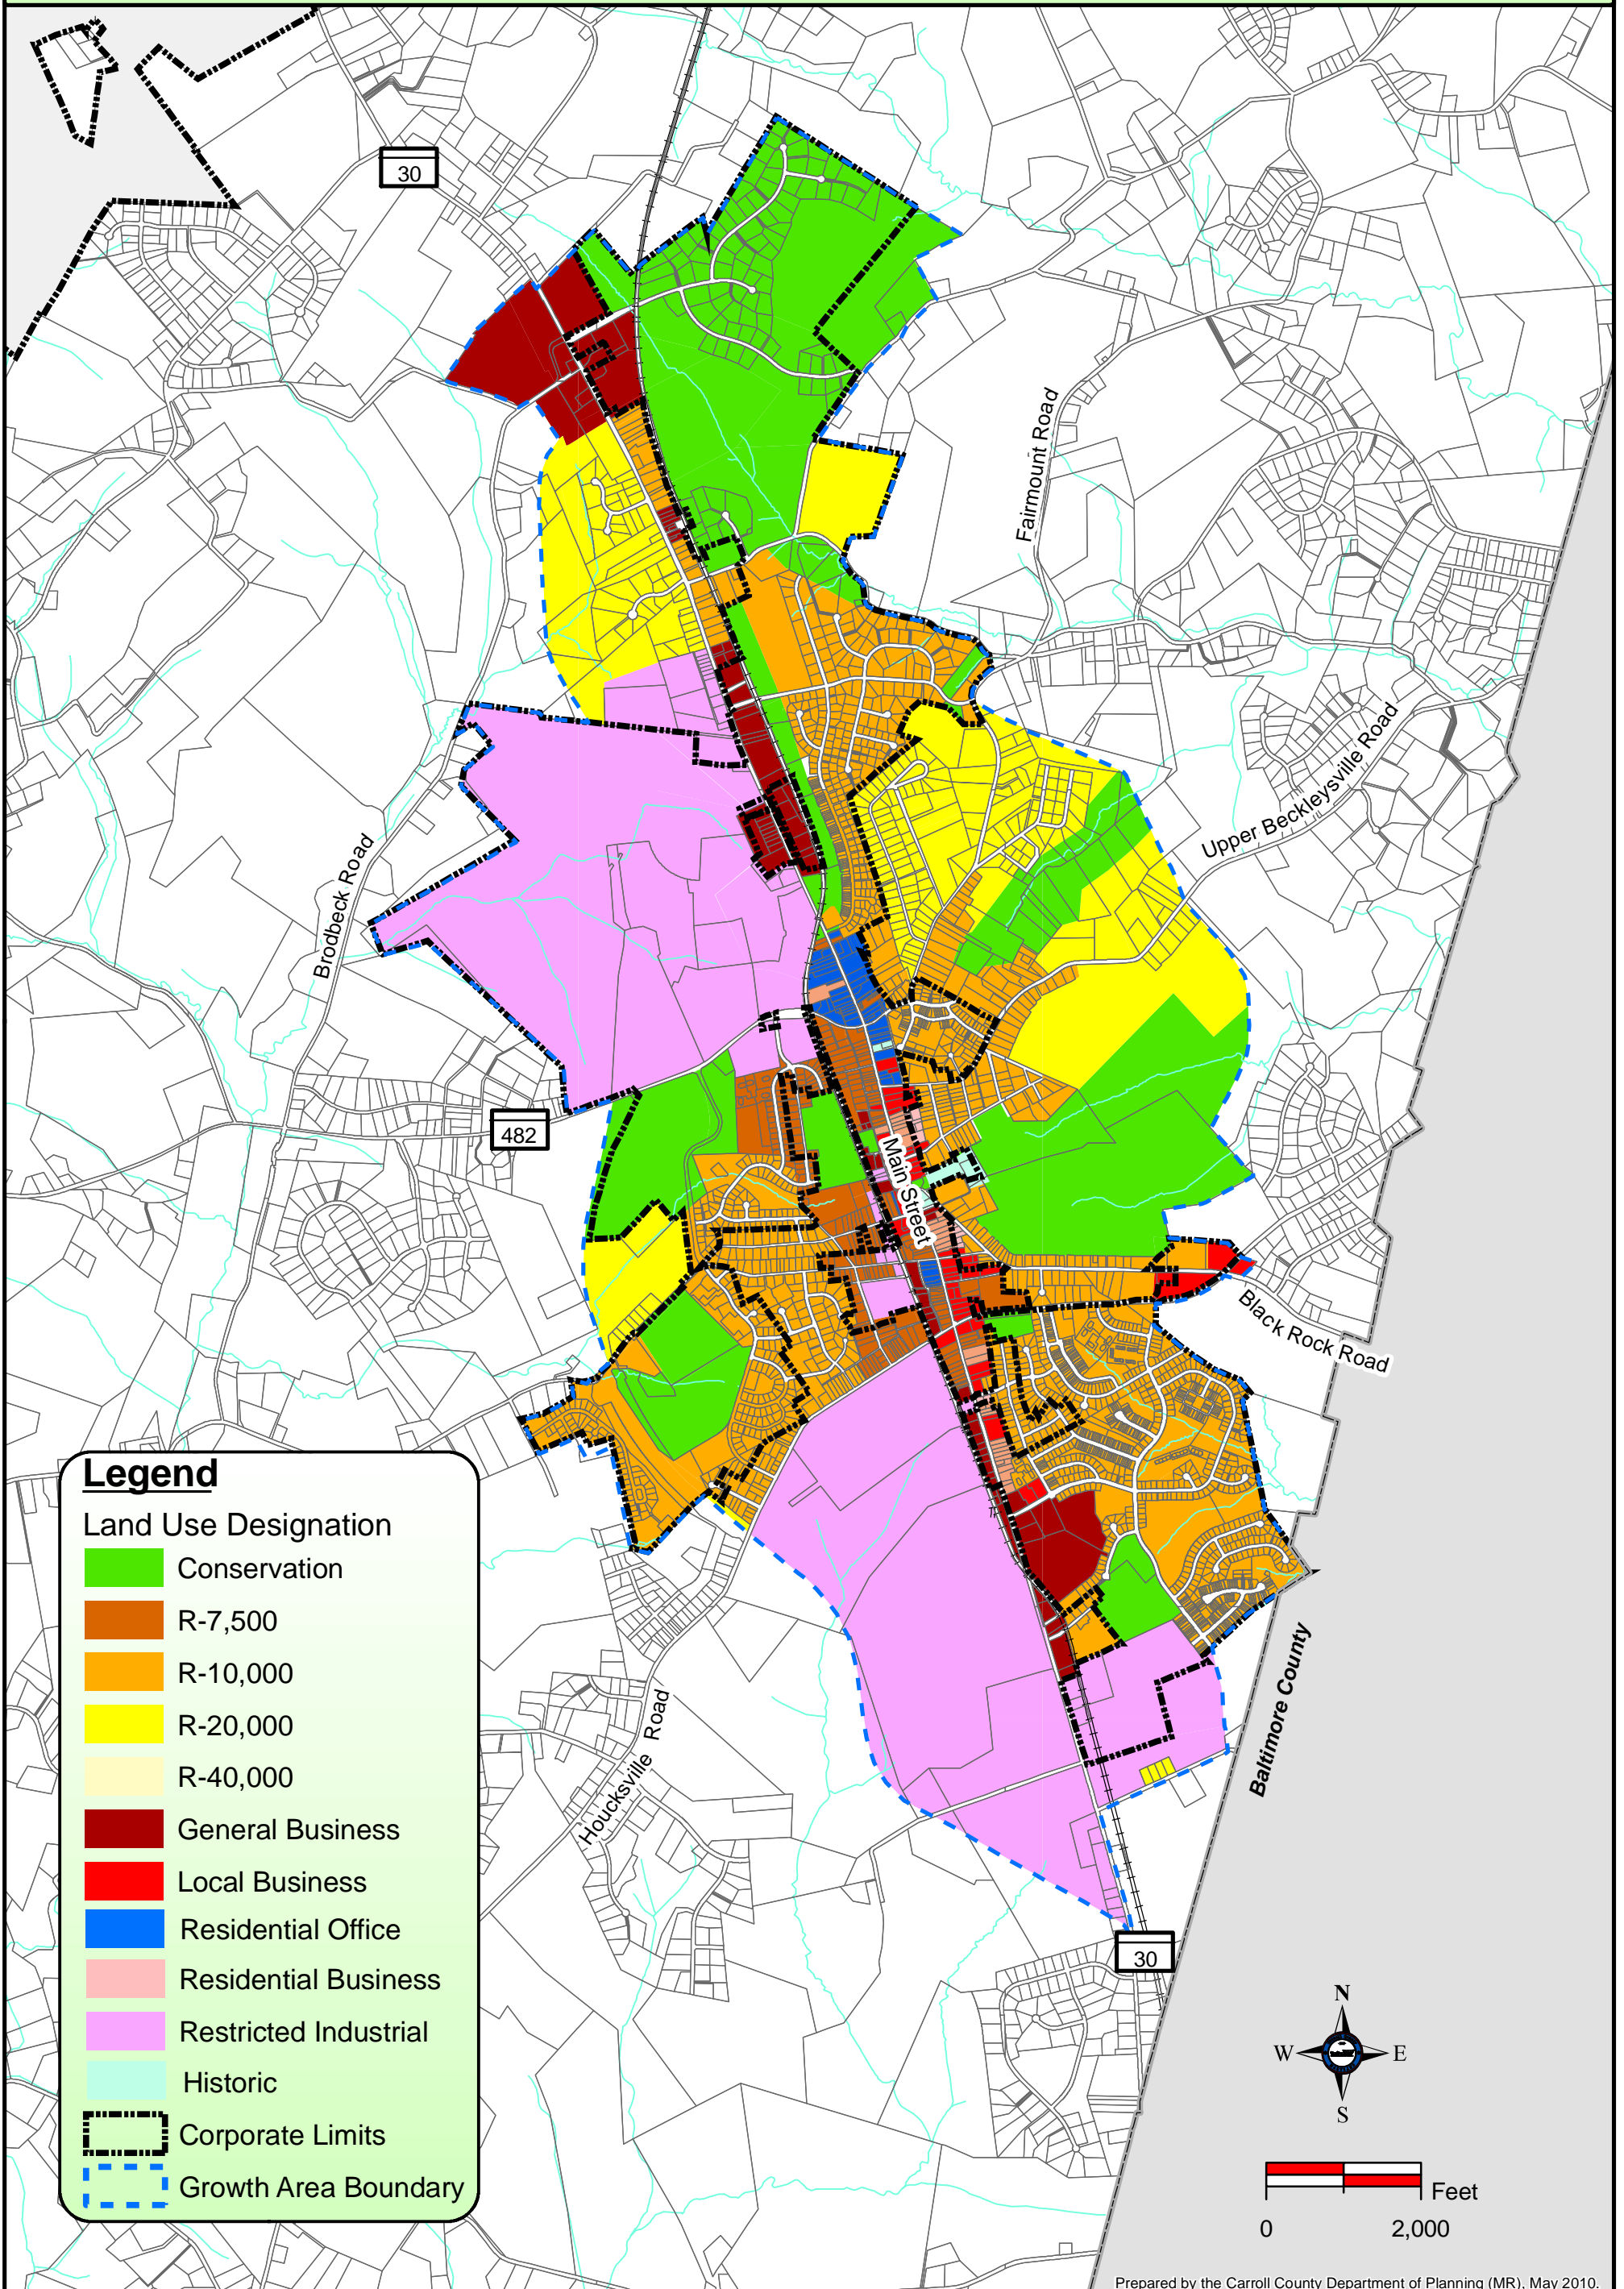 30
Fairmount Road
Upper Beckleysville Road
Brodbeck Road
482
Main Street
Black Rock Road
Legend
Land Use Designation
Conservation
R-7,500
R-10,000
R-20,000
R-40,000
General Business
Local Business
Residential Office
Residential Business
Restricted Industrial
Historic
Corporate Limits
Growth Area Boundary
Houcksville Road
Baltimore County
30
N
W E
S
Feet
0 2,000
Prepared by the Carroll County Department of Planning (MR), May 2010.